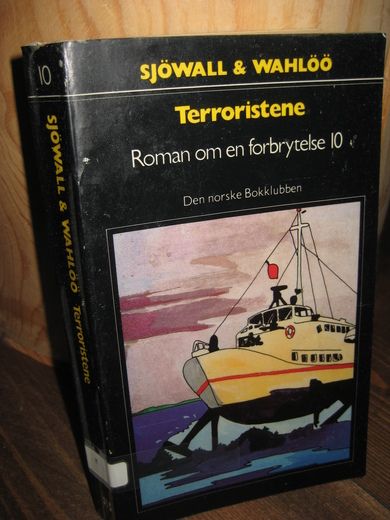 SJÖWALL & WAHLÖÖ
Terroristene
Roman om en forbrytelse 10
Den norske Bokklubben
10
SJÖWALL & WAHLÖÖ Terroristene